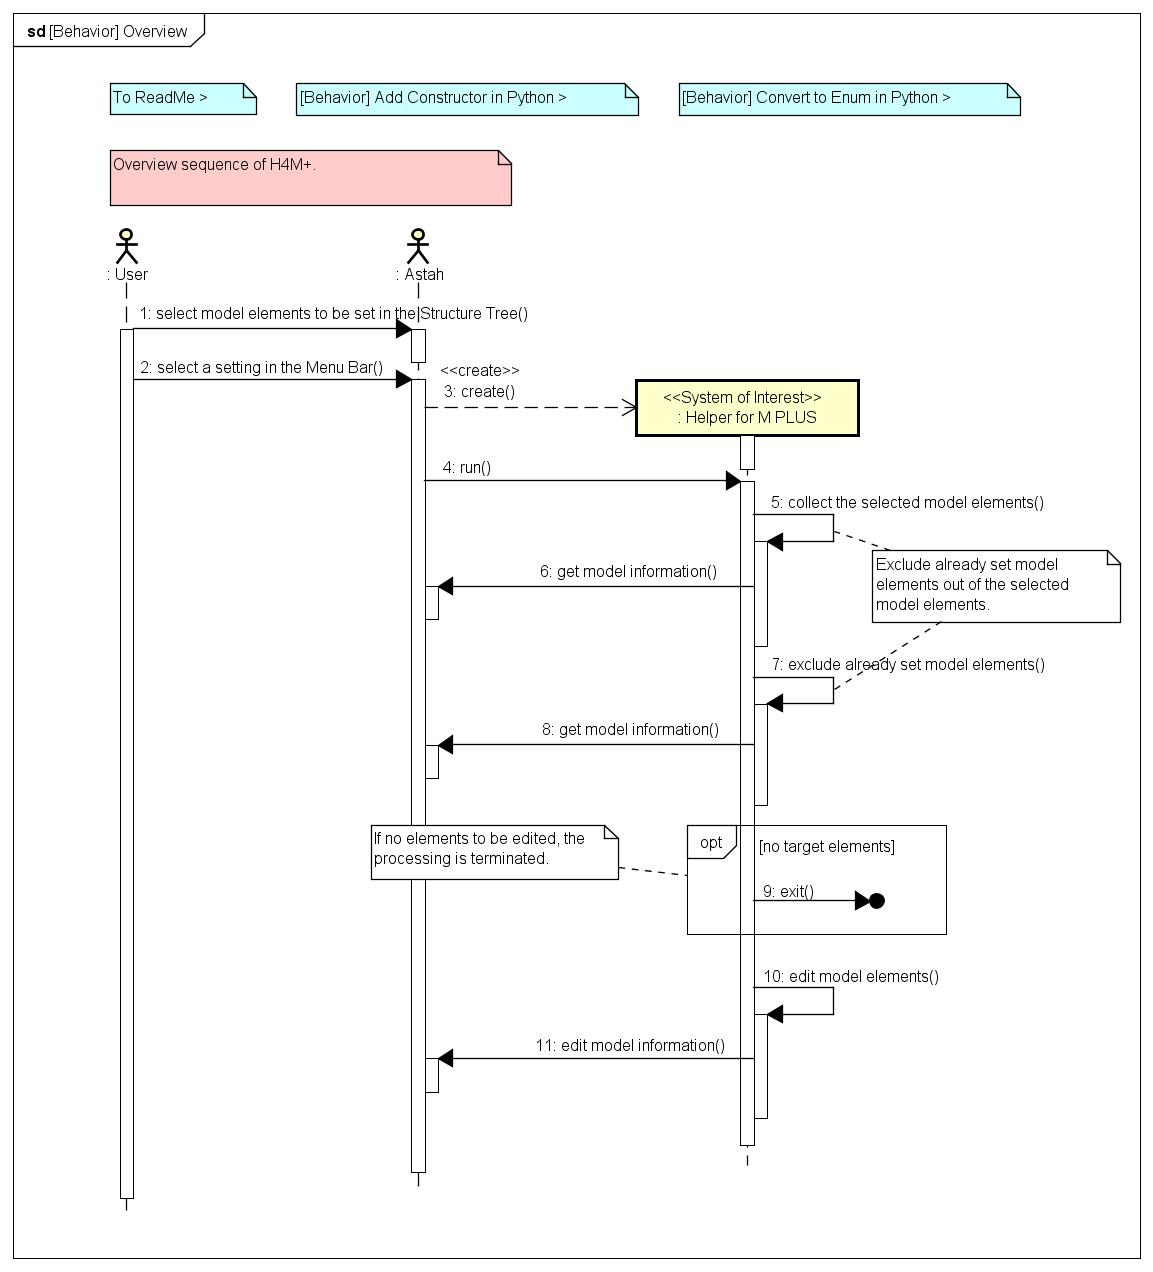 sd [Behavior] Overview
To ReadMe >
[Behavior] Add Constructor in Python >
[Behavior] Convert to Enum in Python >
Overview sequence of H4M+.
: User
: Astah
1: select model elements to be set in the Structure Tree()
2: select a setting in the Menu Bar()
<<create>>
3: create()
<<System of Interest>>
: Helper for M PLUS
4: run()
5: collect the selected model elements()
Exclude already set model
elements out of the selected
model elements.
6: get model information()
7: exclude already set model elements()
8: get model information()
If no elements to be edited, the
processing is terminated.
opt
[no target elements]
9: exit()
10: edit model elements()
11: edit model information()